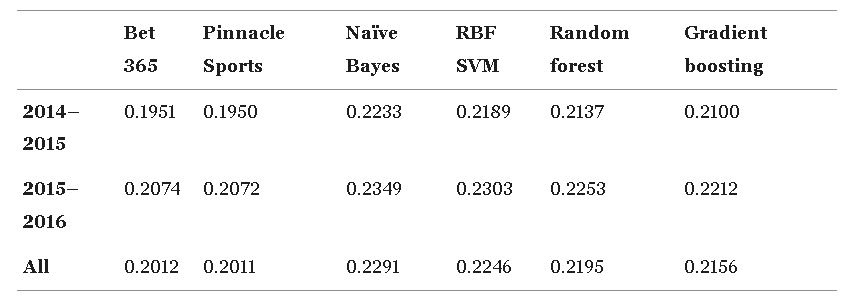 Bet Pinnacle Naïve RBF Random Gradient
365 Sports Bayes SVM forest boosting
2014– 0.1951 0.1950 0.2233 0.2189 0.2137 0.2100
2015
2015– 0.2074 0.2072 0.2349 0.2303 0.2253 0.2212
2016
All 0.2012 0.2011 0.2291 0.2246 0.2195 0.2156